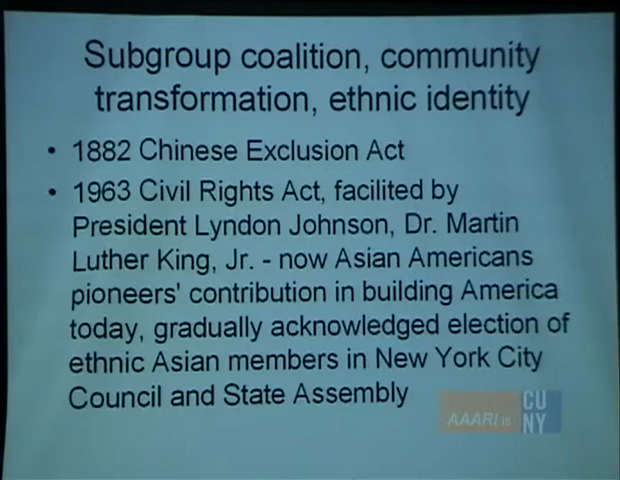 Subgroup coalition, community
transformation, ethnic identity
• 1882 Chinese Exclusion Act
• 1963 Civil Rights Act, facilited by
President Lyndon Johnson, Dr. Martin
Luther King, Jr. - now Asian Americans
pioneers' contribution in building America
today, gradually acknowledged election of
ethnic Asian members in New York City
Council and State Assembly
AAARI is
CU
NY